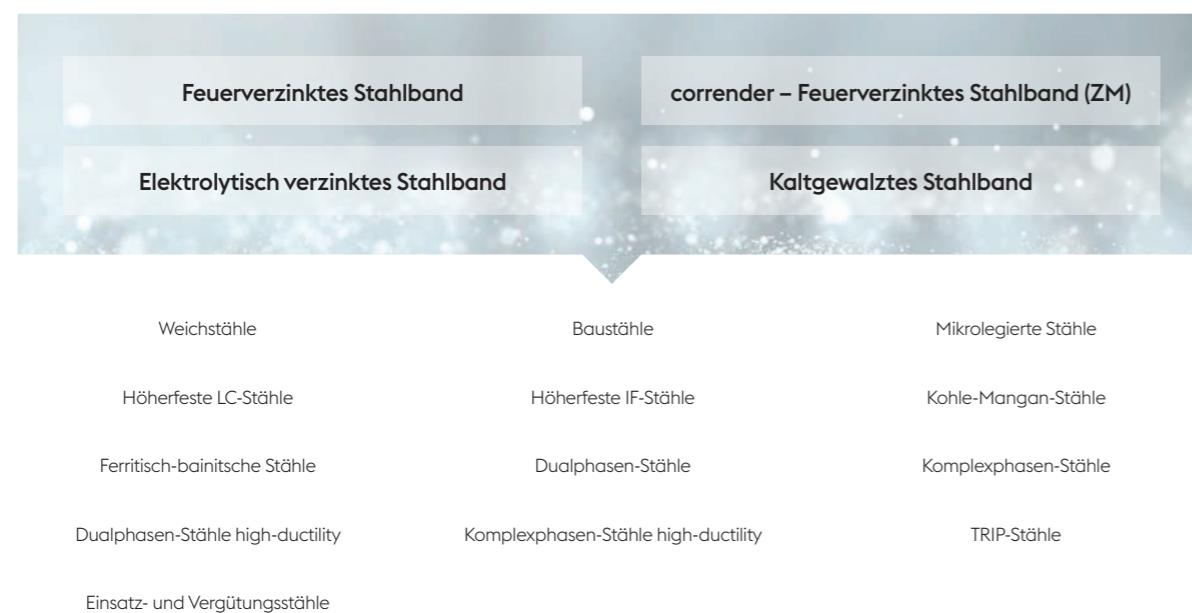 Feuerverzinktes Stahlband
corrender – Feuerverzinktes Stahlband (ZM)
Elektrolytisch verzinktes Stahlband
Kaltgewalztes Stahlband
Weichstähle
Baustähle
Mikrolegierte Stähle
Höherfeste LC-Stähle
Höherfeste IF-Stähle
Kohle-Mangan-Stähle
Ferritisch-bainitsche Stähle
Dualphasen-Stähle
Komplexphasen-Stähle
Dualphasen-Stähle high-ductility
Komplexphasen-Stähle high-ductility
TRIP-Stähle
Einsatz- und Vergütungsstähle